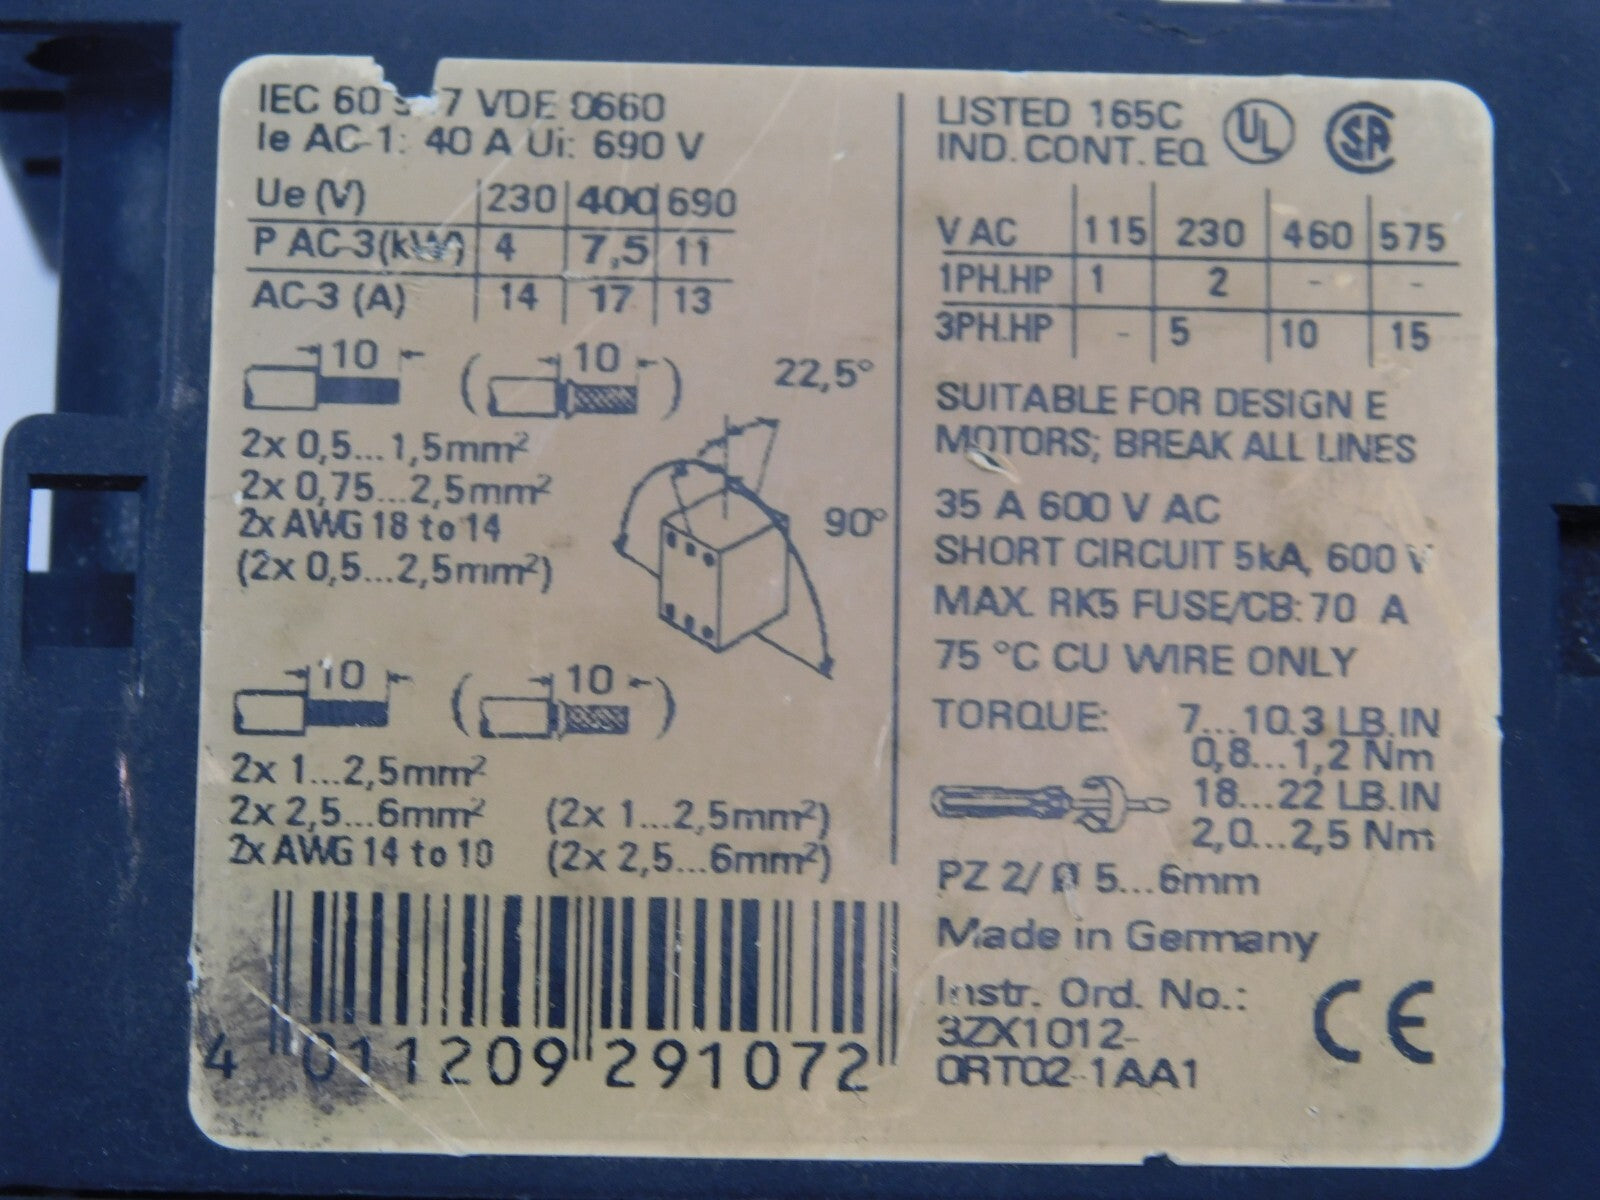 IEC 60 9 7 VDE 0660
Ie AC-1: 40 A Ui: 690 V
Ue (V) 230 400 690
P AC-3(kW) 4 7,5 11
AC-3 (A) 14 17 13
10 ( 10 )
22,5°
2x 0,5...1,5mm²
2x 0,75...2,5mm²
2x AWG 18 to 14
(2x 0,5...2,5mm²)
90°
10 ( 10 )
2x 1...2,5mm²
2x 2,5...6mm² (2x 1...2,5mm²)
2x AWG 14 to 10 (2x 2,5...6mm²)
4 011209 291072
LISTED 165C UL SA
IND. CONT. EQ
V AC 115 230 460 575
1PH.HP 1 2 - -
3PH.HP - 5 10 15
SUITABLE FOR DESIGN E
MOTORS; BREAK ALL LINES
35 A 600 V AC
SHORT CIRCUIT 5kA, 600 V
MAX. RK5 FUSE/CB: 70 A
75 °C CU WIRE ONLY
TORQUE: 7...10.3 LB.IN
0,8...1,2 Nm
18...22 LB.IN
2,0...2,5 Nm
PZ 2/ Ø 5...6mm
Made in Germany
Instr. Ord. No.:
3ZX1012-
0RT02-1AA1
CE